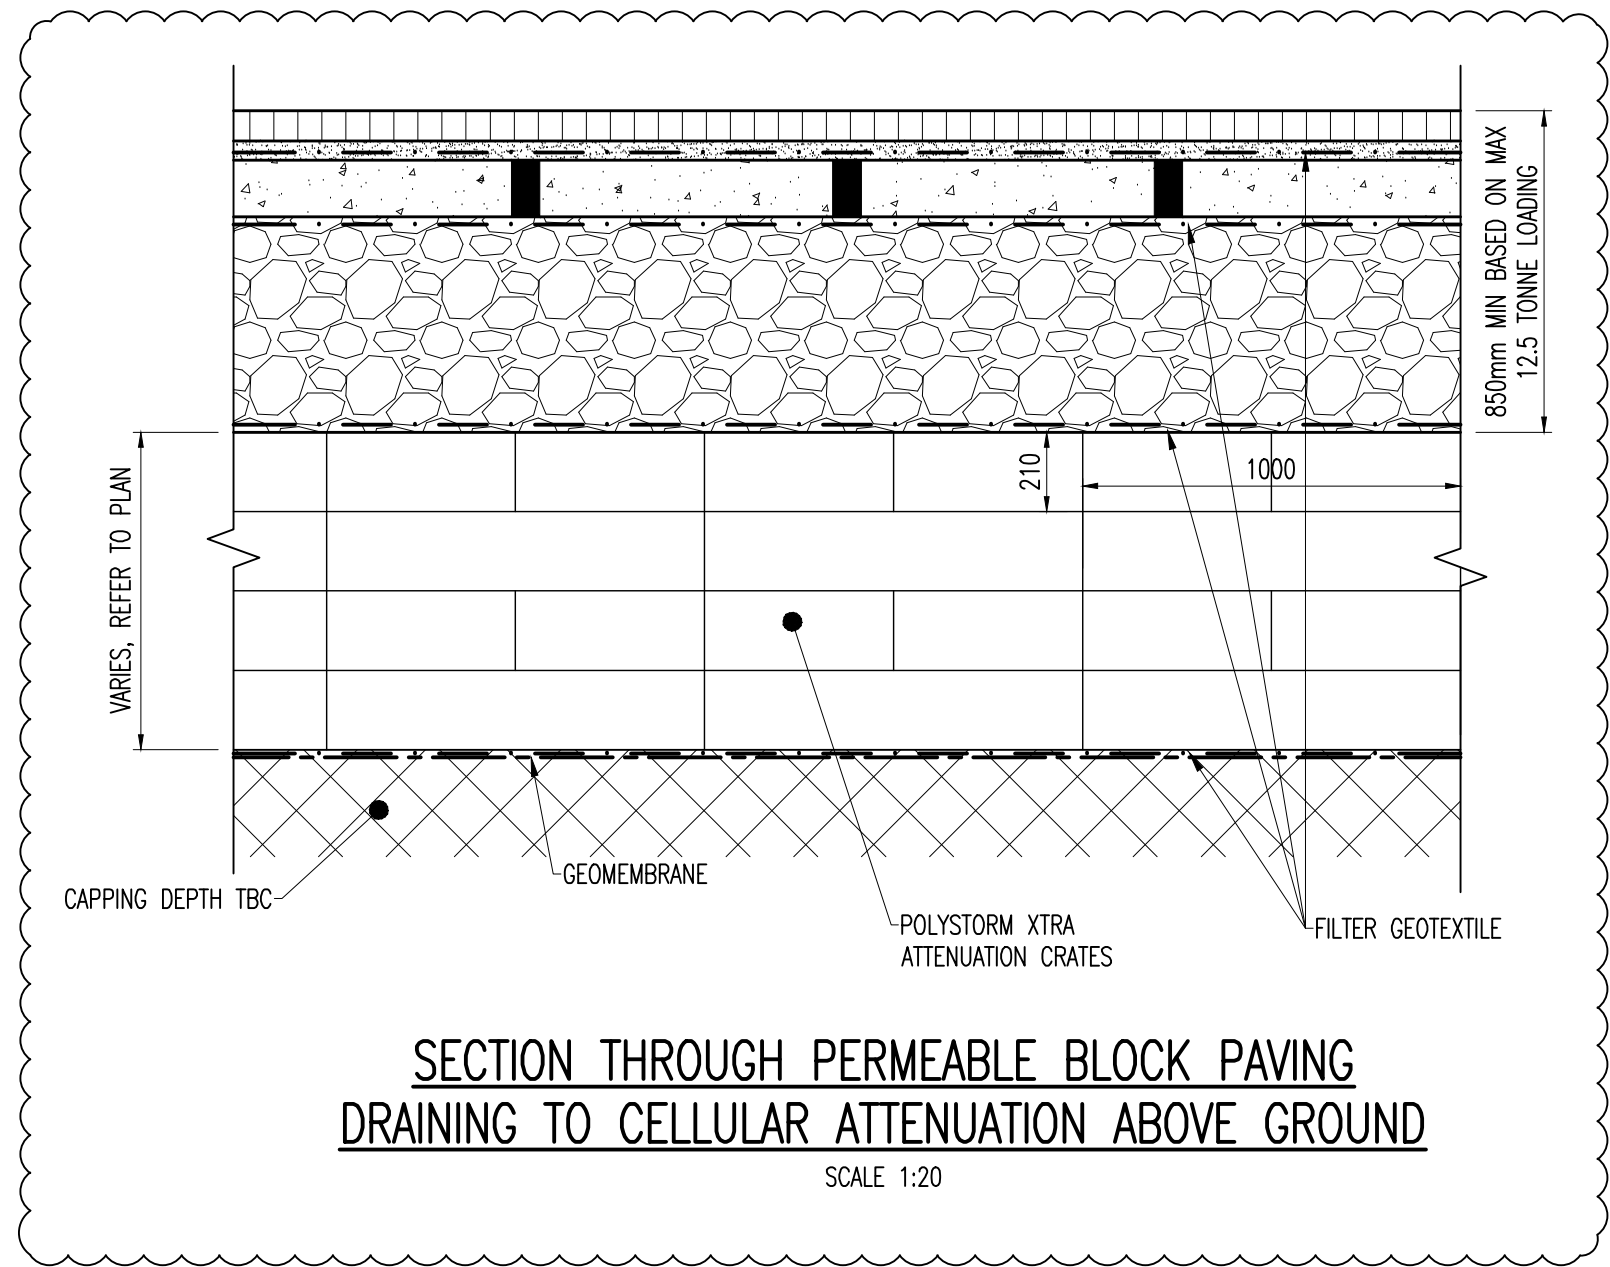 850mm MIN BASED ON MAX
12.5 TONNE LOADING
VARIES, REFER TO PLAN
210
1000
GEOMEMBRANE
CAPPING DEPTH TBC
POLYSTORM XTRA
ATTENUATION CRATES
FILTER GEOTEXTILE
SECTION THROUGH PERMEABLE BLOCK PAVING
DRAINING TO CELLULAR ATTENUATION ABOVE GROUND
SCALE 1:20